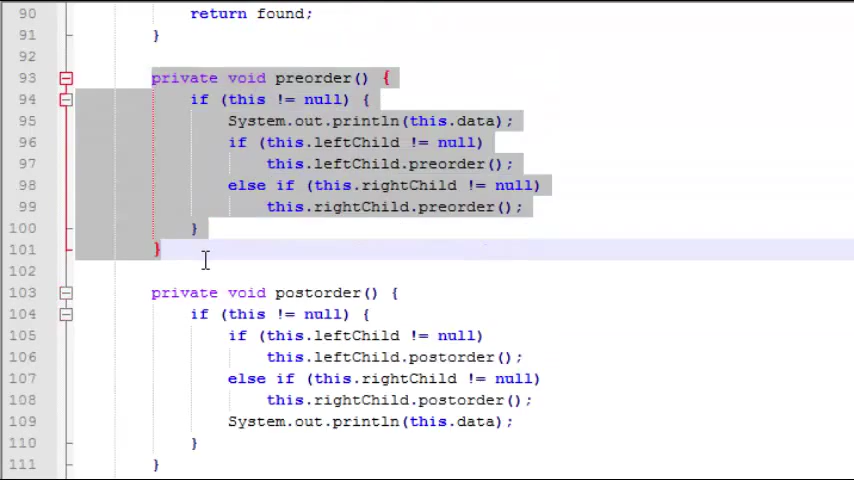 90 return found;
91 }
92
93 private void preorder() {
94 if (this != null) {
95 System.out.println(this.data);
96 if (this.leftChild != null)
97 this.leftChild.preorder();
98 else if (this.rightChild != null)
99 this.rightChild.preorder();
100 }
101 }
102
103 private void postorder() {
104 if (this != null) {
105 if (this.leftChild != null)
106 this.leftChild.postorder();
107 else if (this.rightChild != null)
108 this.rightChild.postorder();
109 System.out.println(this.data);
110 }
111 }